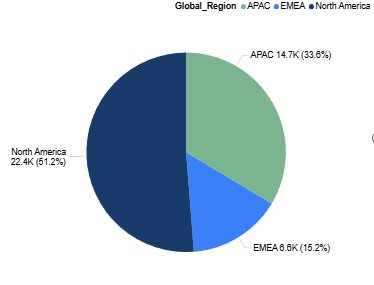 Global_Region APAC EMEA North America
APAC 14.7K (33.6%)
North America
22.4K (51.2%)
EMEA 6.6K (15.2%)
(